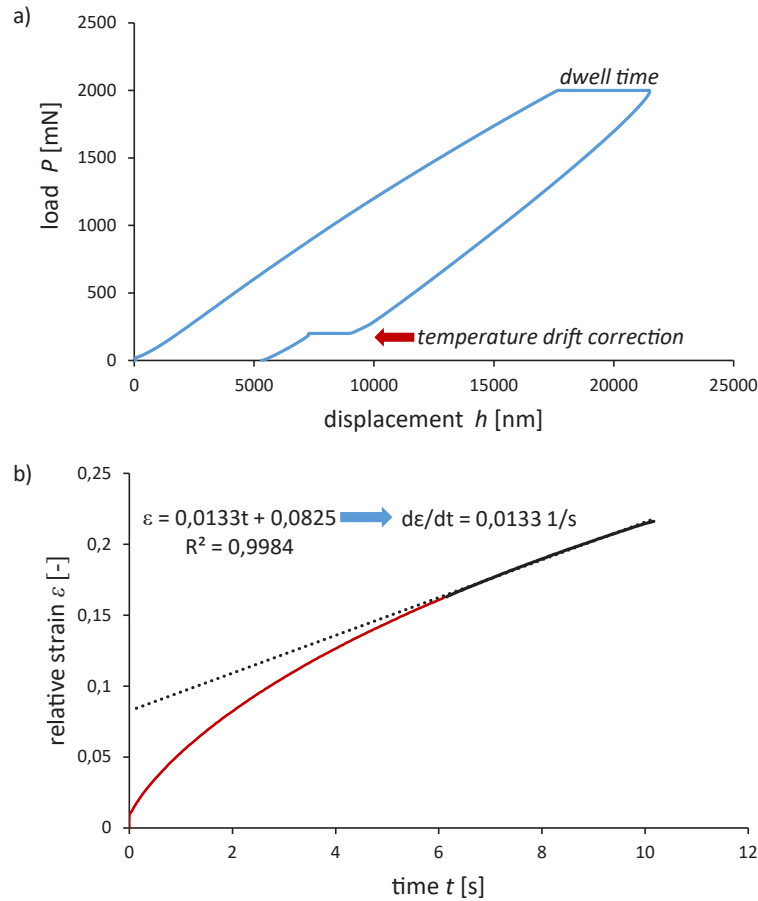 a)
2500
2000
1500
1000
500
0
load P [mN]
dwell time
temperature drift correction
0 5000 10000 15000 20000 25000
displacement h [nm]
b)
0,25
0,2
0,15
0,1
0,05
0
relative strain ε [-]
ε = 0,0133t + 0,0825 dε/dt = 0,0133 1/s
R² = 0,9984
0 2 4 6 8 10 12
time t [s]